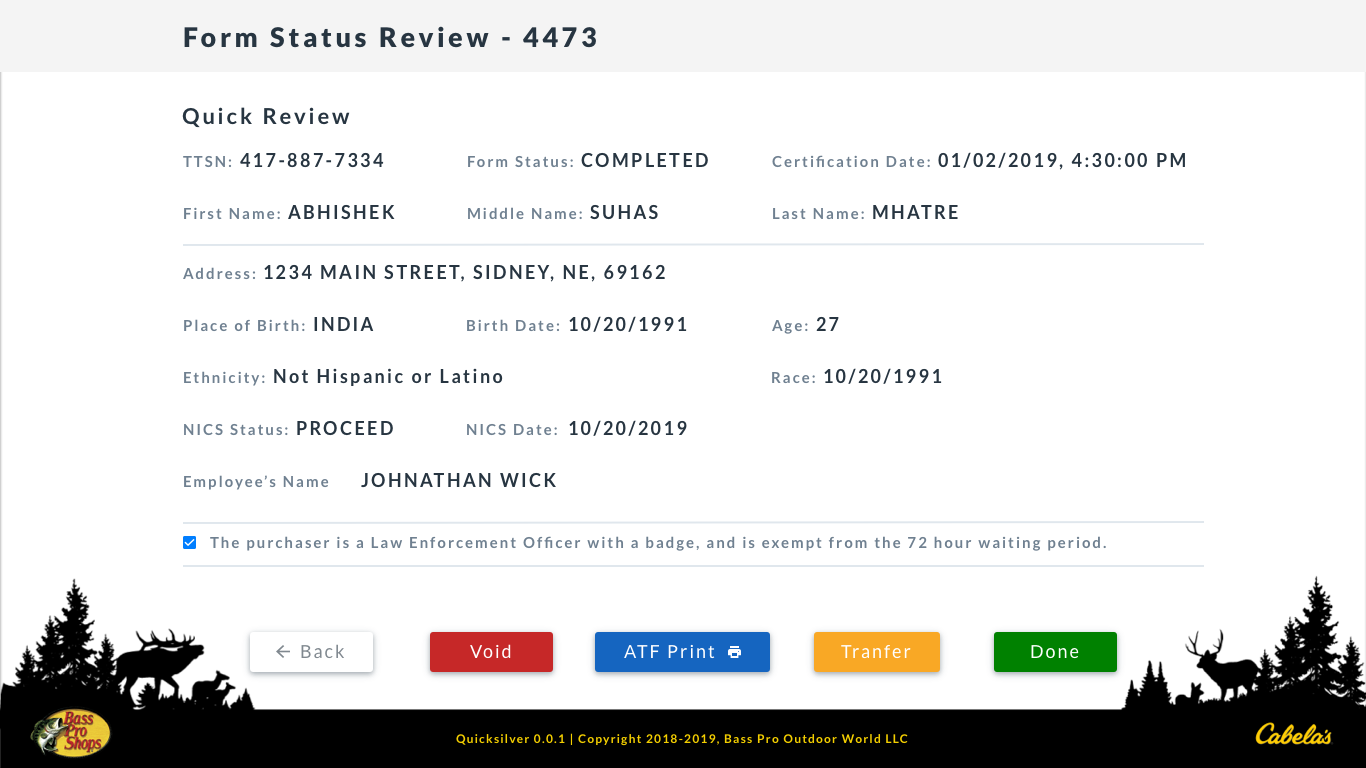 Form Status Review - 4473
Quick Review
TTSN: 417-887-7334 Form Status: COMPLETED Certification Date: 01/02/2019, 4:30:00 PM
First Name: ABHISHEK Middle Name: SUHAS Last Name: MHATRE
Address: 1234 MAIN STREET, SIDNEY, NE, 69162
Place of Birth: INDIA Birth Date: 10/20/1991 Age: 27
Ethnicity: Not Hispanic or Latino Race: 10/20/1991
NICS Status: PROCEED NICS Date: 10/20/2019
Employee’s Name JOHNATHAN WICK
The purchaser is a Law Enforcement Officer with a badge, and is exempt from the 72 hour waiting period.
Back Void ATF Print Tranfer Done
Bass
Pro
Shops
Quicksilver 0.0.1 | Copyright 2018-2019, Bass Pro Outdoor World LLC
Cabela's